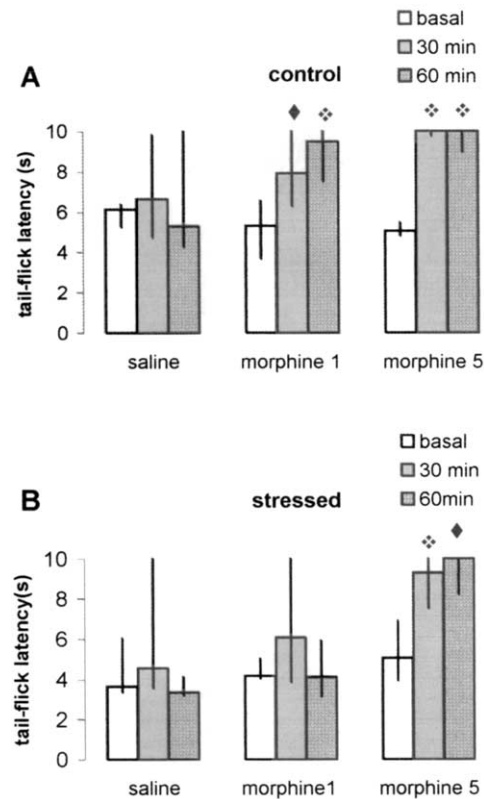 basal
30 min
60 min
A
control
tail-flick latency (s)
10
8
6
4
2
0
saline
morphine 1
morphine 5
basal
30 min
60min
B
stressed
tail-flick latency(s)
10
8
6
4
2
0
saline
morphine1
morphine 5